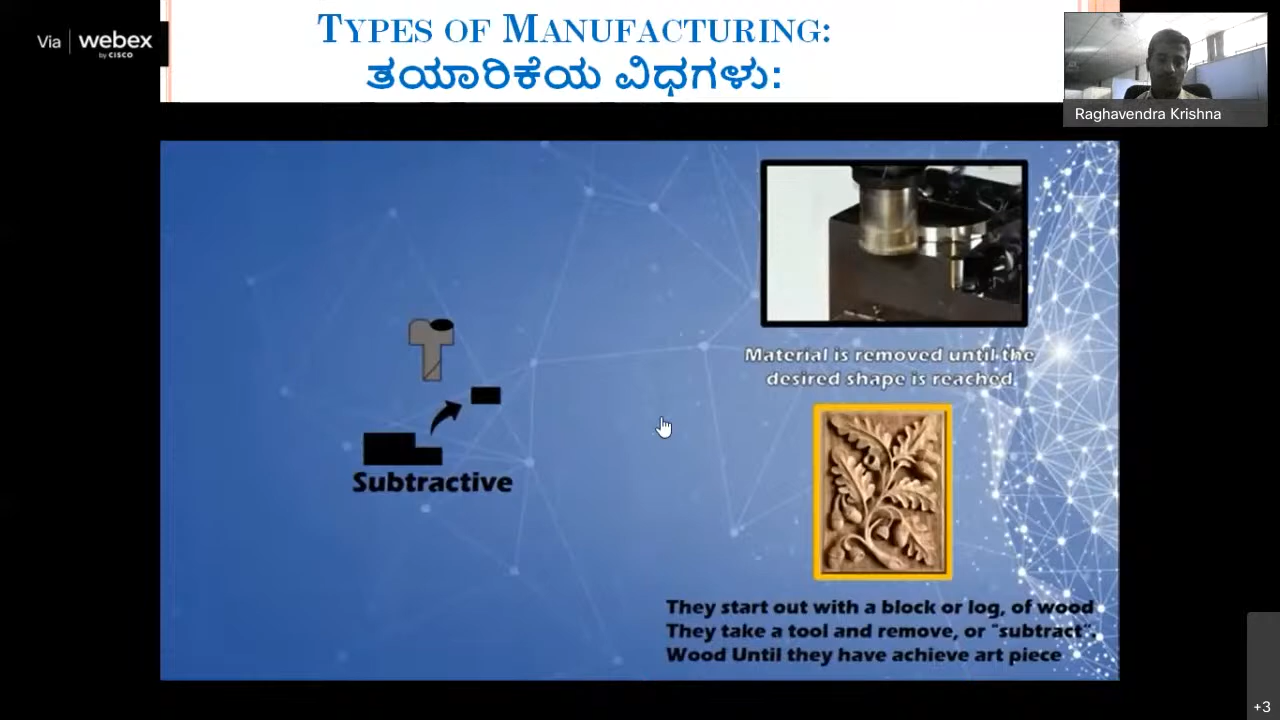 Via | webex
by CISCO
TYPES OF MANUFACTURING:
ತಯಾರಿಕೆಯ ವಿಧಗಳು:
Raghavendra Krishna
Material is removed until the
desired shape is reached
Subtractive
They start out with a block or log, of wood
They take a tool and remove, or "subtract",
Wood Until they have achieve art piece
+3